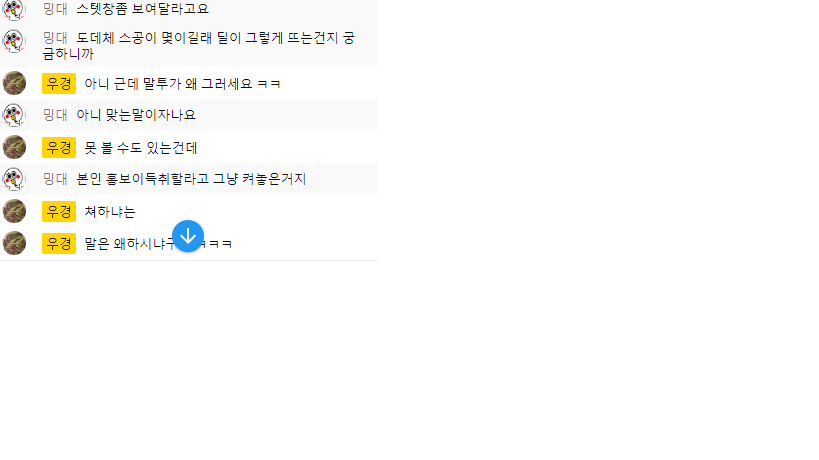 밍대 스텟창좀 보여달라고요
밍대 도데체 스공이 몇이길래 딜이 그렇게 뜨는건지 궁
금하니까
우경 아니 근데 말투가 왜 그러세요 ㅋㅋ
밍대 아니 맞는말이자나요
우경 못 볼 수도 있는건데
밍대 본인 홍보이득취할라고 그냥 켜놓은거지
우경 쳐하냐는
우경 말은 왜하시냐구 ㅋㅋㅋ